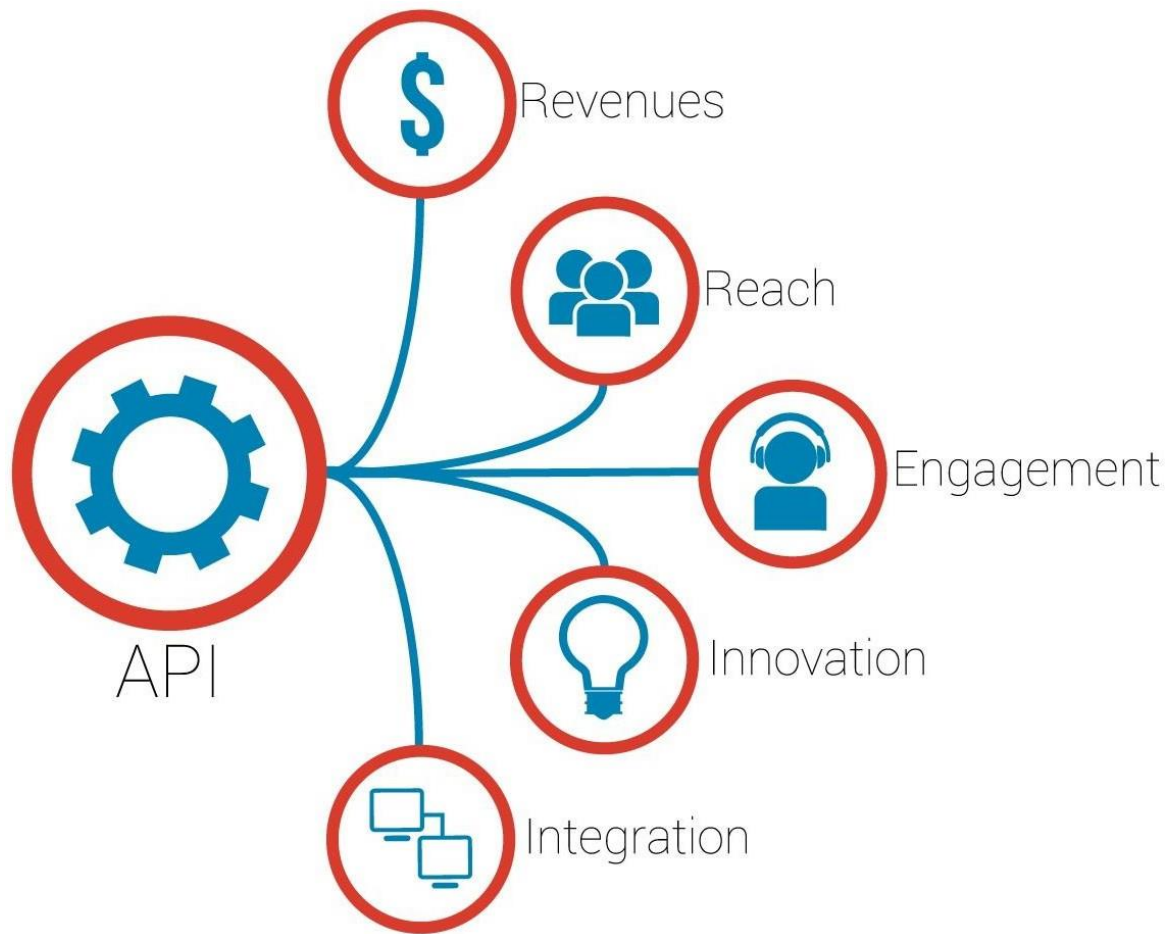 Revenues
Reach
Engagement
API
Innovation
Integration